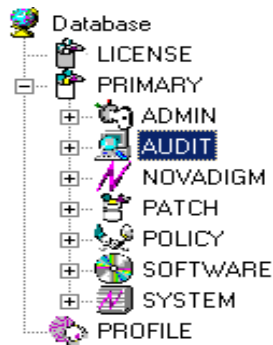 Database
LICENSE
PRIMARY
ADMIN
AUDIT
NOVADIGM
PATCH
POLICY
SOFTWARE
SYSTEM
PROFILE